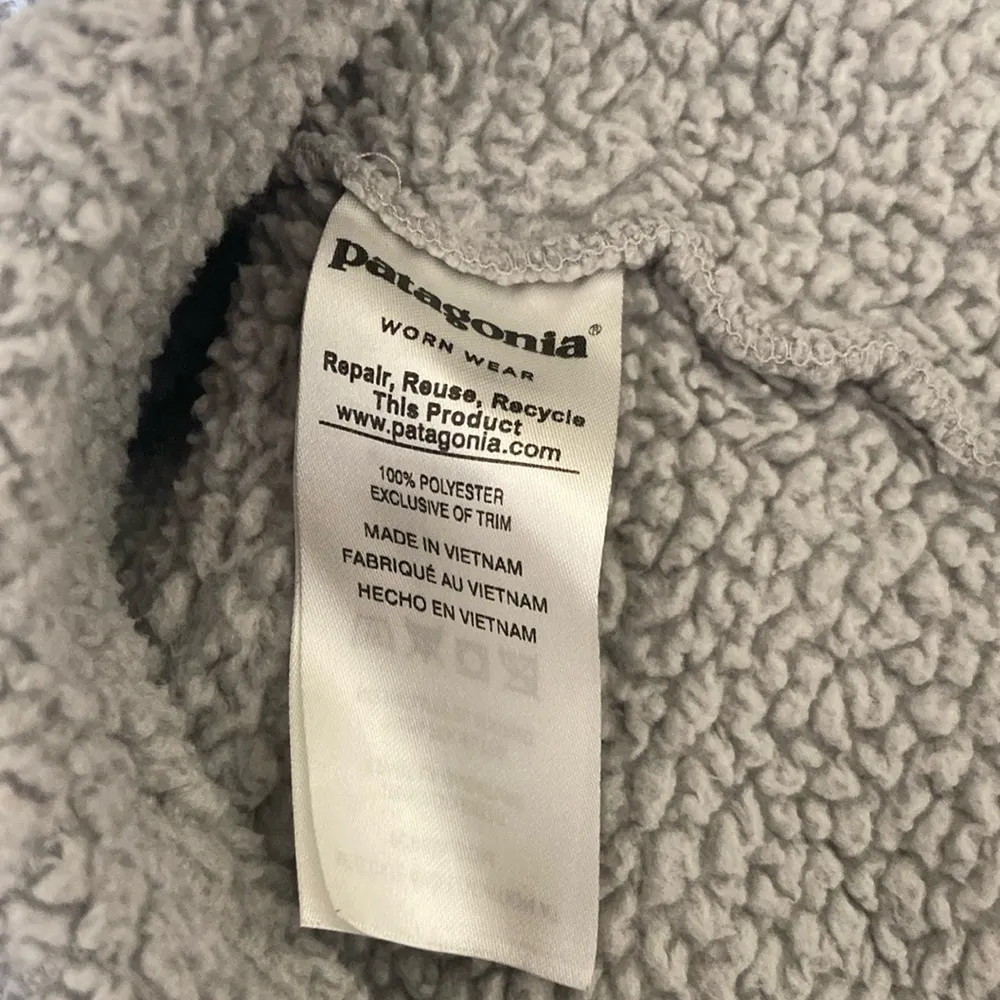 patagonia®
WORN WEAR
Repair, Reuse, Recycle
This Product
www.patagonia.com
100% POLYESTER
EXCLUSIVE OF TRIM
MADE IN VIETNAM
FABRIQUÉ AU VIETNAM
HECHO EN VIETNAM